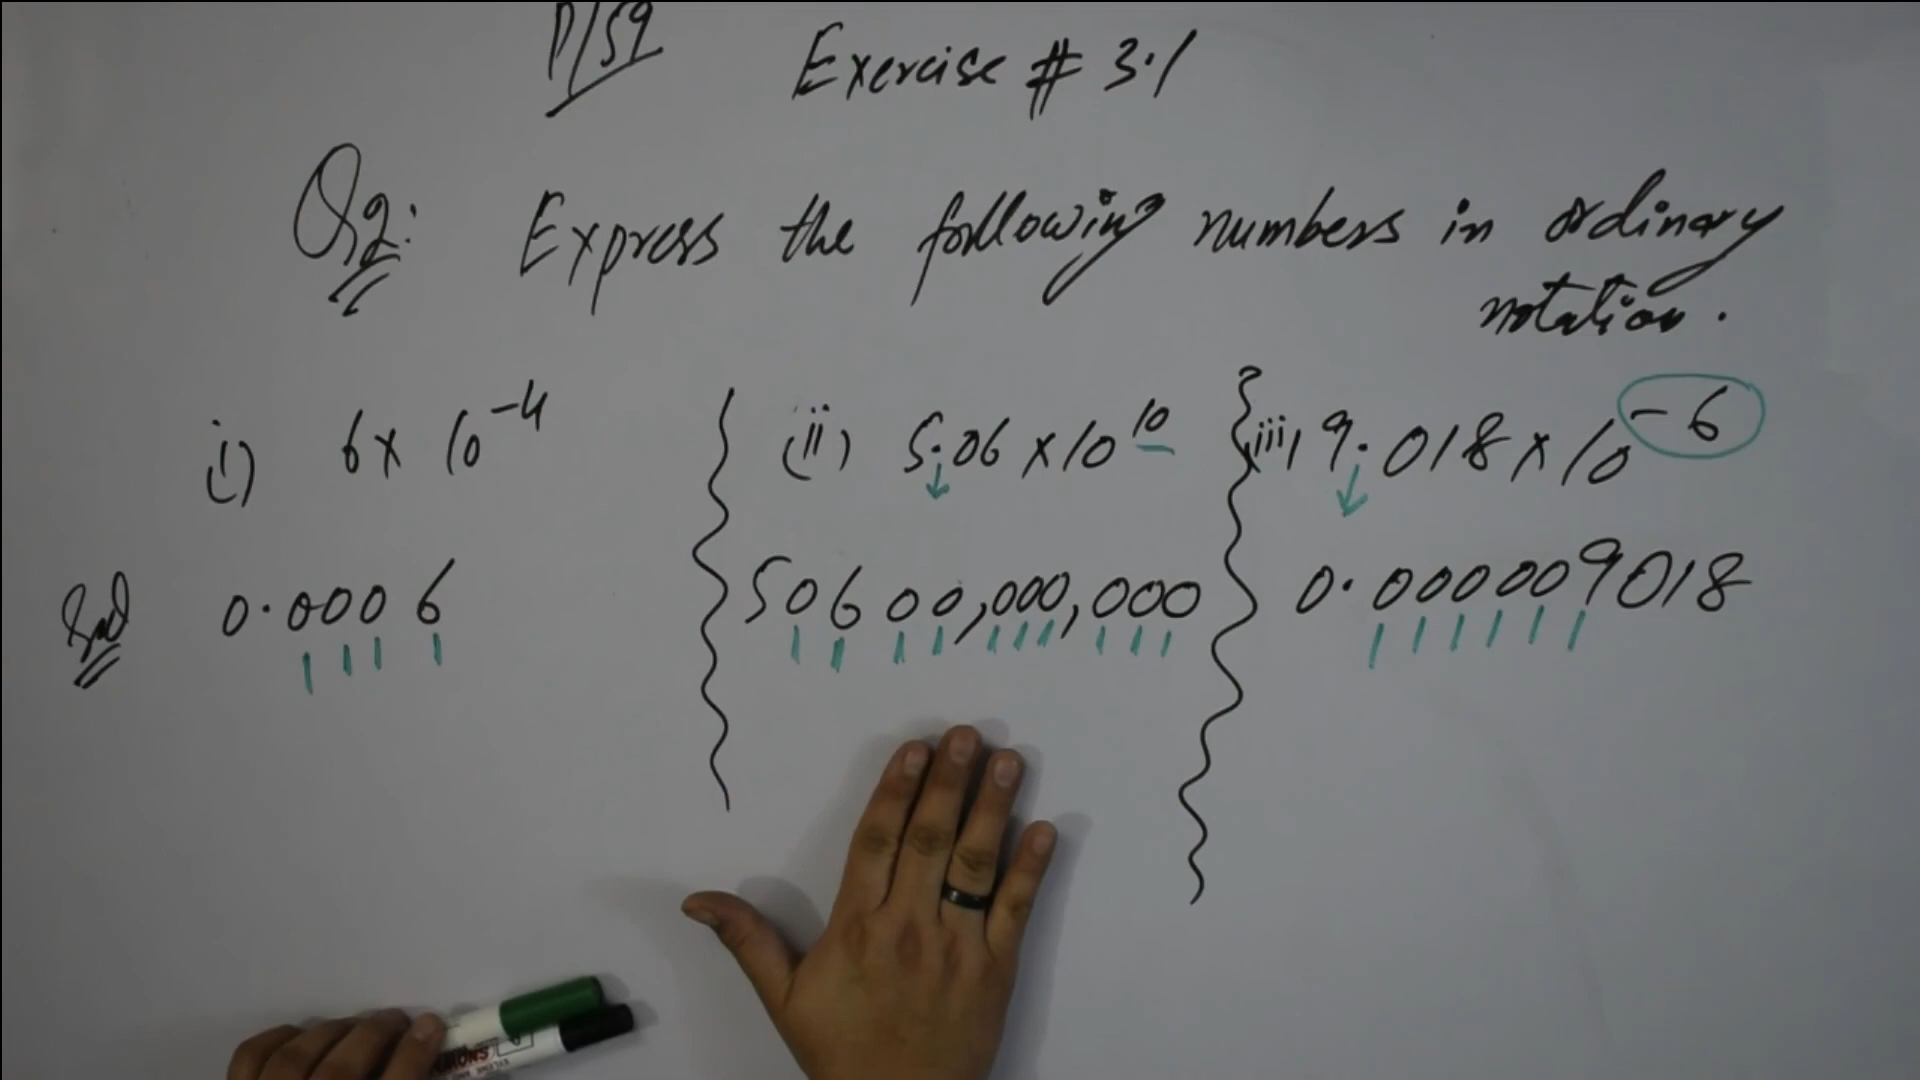 P/59
Exercise # 3.1
Q2: Express the following numbers in ordinary
notation.
i) 6 x 10^-4 (ii) 5.06 x 10^10 iii) 9.018 x 10^-6
Sol 0.0006 50600,000,000 0.000009018